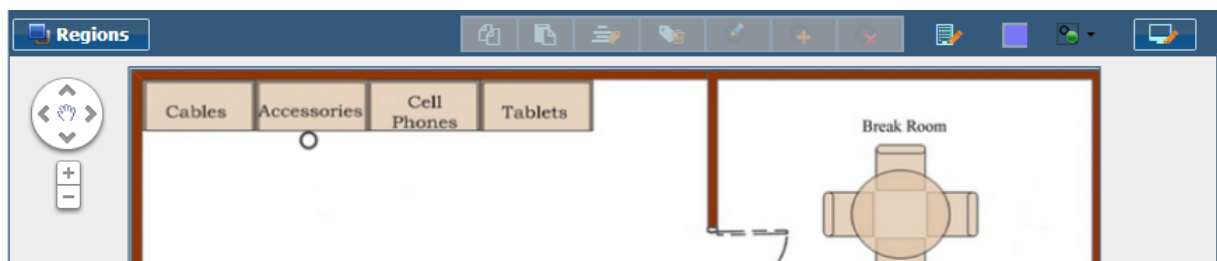 Regions
Cables
Accessories
Cell
Phones
Tablets
Break Room